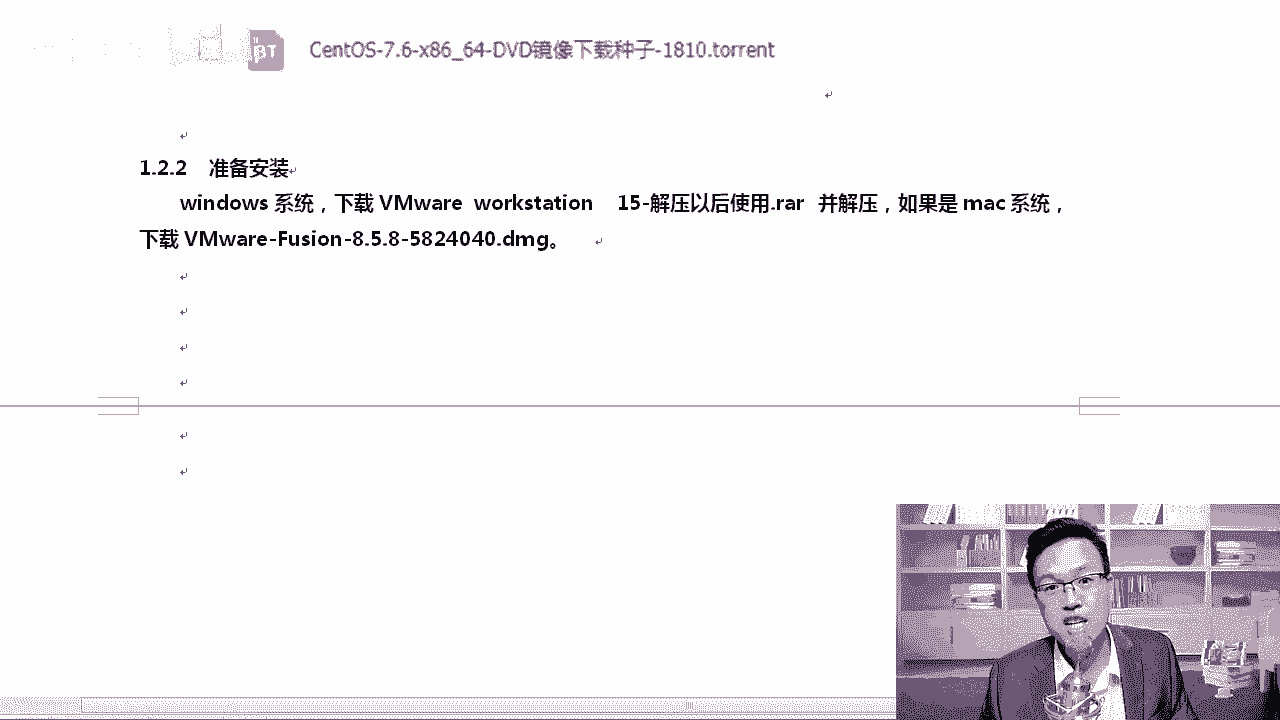 BT
CentOS-7.6-x86_64-DVD镜像下载种子-1810.torrent
1.2.2 准备安装
windows 系统，下载 VMware workstation 15-解压以后使用.rar 并解压，如果是 mac 系统，
下载 VMware-Fusion-8.5.8-5824040.dmg。